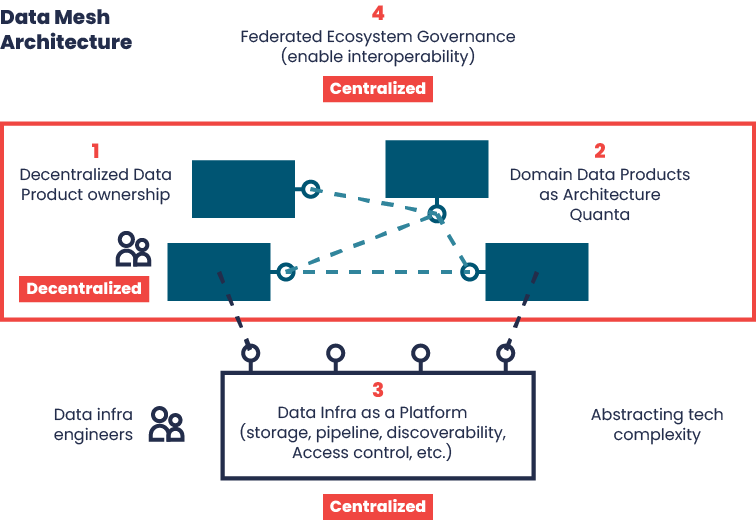 Data Mesh
Architecture
4
Federated Ecosystem Governance
(enable interoperability)
Centralized
1
Decentralized Data
Product ownership
2
Domain Data Products
as Architecture
Quanta
Decentralized
3
Data Infra as a Platform
(storage, pipeline, discoverability,
Access control, etc.)
Data infra
engineers
Abstracting tech
complexity
Centralized